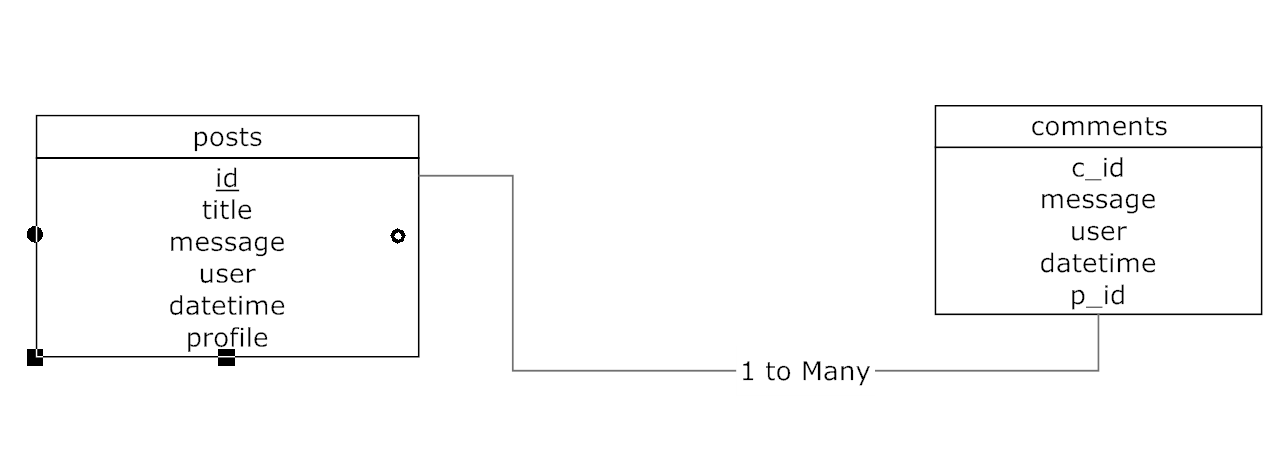 posts
id
title
message
user
datetime
profile
comments
c_id
message
user
datetime
p_id
1 to Many